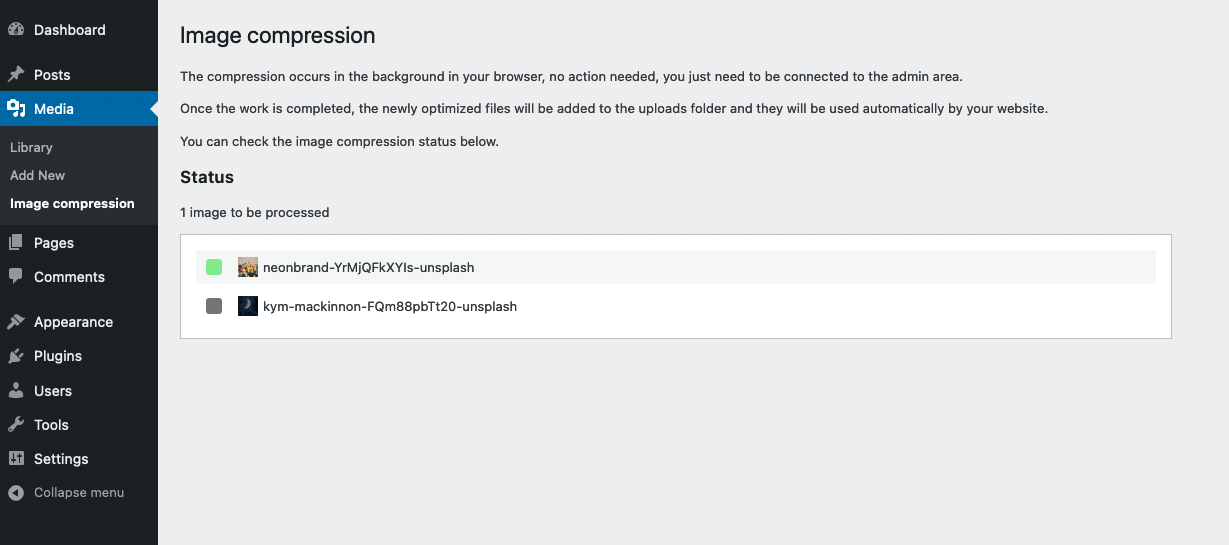 Dashboard
Posts
Media
Library
Add New
Image compression
Pages
Comments
Appearance
Plugins
Users
Tools
Settings
Collapse menu
Image compression
The compression occurs in the background in your browser, no action needed, you just need to be connected to the admin area.
Once the work is completed, the newly optimized files will be added to the uploads folder and they will be used automatically by your website.
You can check the image compression status below.
Status
1 image to be processed
neonbrand-YrMjQFkXYIs-unsplash
kym-mackinnon-FQm88pbTt20-unsplash